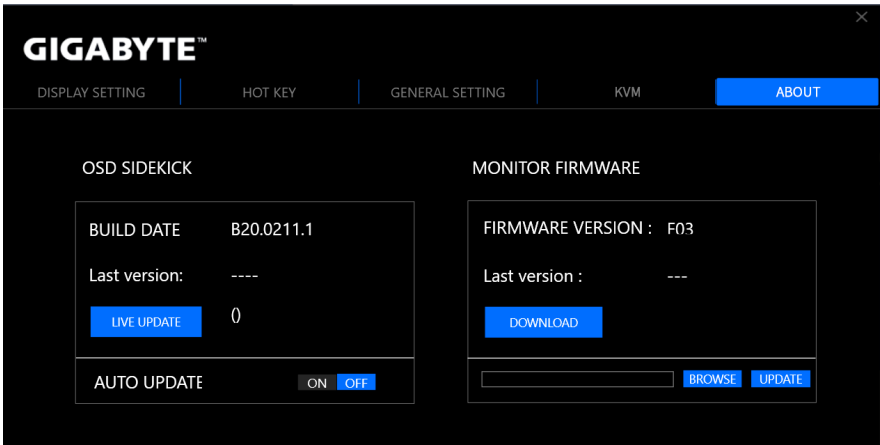 GIGABYTE™
DISPLAY SETTING HOT KEY GENERAL SETTING KVM ABOUT
OSD SIDEKICK
BUILD DATE B20.0211.1
Last version: ----
LIVE UPDATE ()
AUTO UPDATE ON OFF
MONITOR FIRMWARE
FIRMWARE VERSION : F03
Last version : ---
DOWNLOAD
BROWSE UPDATE